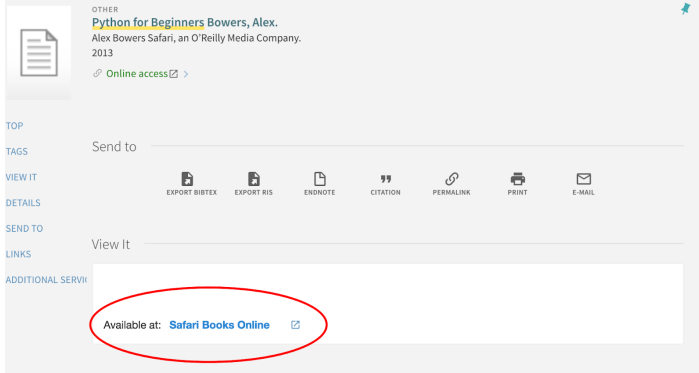 OTHER
Python for Beginners Bowers, Alex.
Alex Bowers Safari, an O'Reilly Media Company.
2013
Online access
TOP
TAGS
VIEW IT
DETAILS
SEND TO
LINKS
ADDITIONAL SERVI
Send to
EXPORT BIBTEX EXPORT RIS ENDNOTE CITATION PERMALINK PRINT E-MAIL
View It
Available at: Safari Books Online